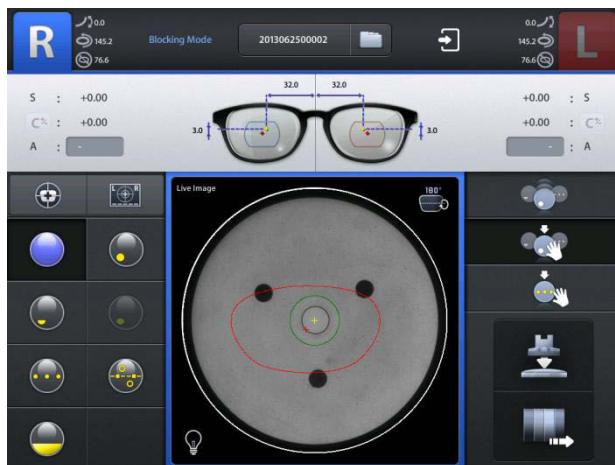 R
0.0
145.2
76.6
Blocking Mode
2013062500002
0.0
145.2
76.6
L
S : +0.00
C% : +0.00
A : -
32.0 32.0
3.0 3.0
+0.00 : S
+0.00 : C%
- : A
L R
Live Image
180°